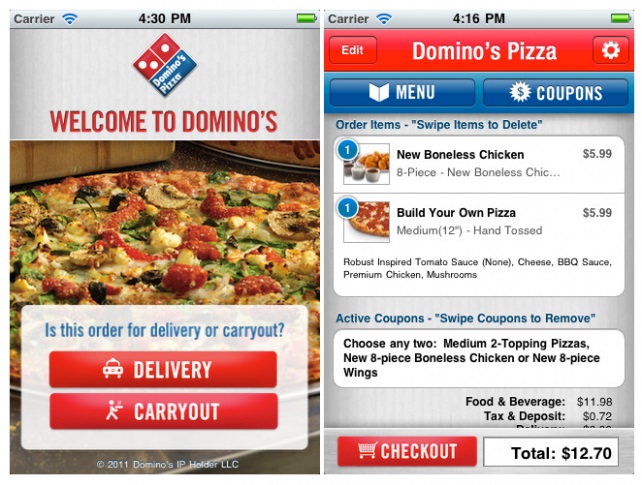 Carrier 4:30 PM
Domino's Pizza
WELCOME TO DOMINO'S
Is this order for delivery or carryout?
DELIVERY
CARRYOUT
© 2011 Domino's IP Holder LLC
Carrier 4:16 PM
Edit Domino's Pizza
MENU COUPONS
Order Items - "Swipe Items to Delete"
1 New Boneless Chicken $5.99
8-Piece - New Boneless Chic...
1 Build Your Own Pizza $5.99
Medium(12") - Hand Tossed
Robust Inspired Tomato Sauce (None), Cheese, BBQ Sauce,
Premium Chicken, Mushrooms
Active Coupons - "Swipe Coupons to Remove"
Choose any two: Medium 2-Topping Pizzas,
New 8-piece Boneless Chicken or New 8-piece
Wings
Food & Beverage: $11.98
Tax & Deposit: $0.72
CHECKOUT Total: $12.70